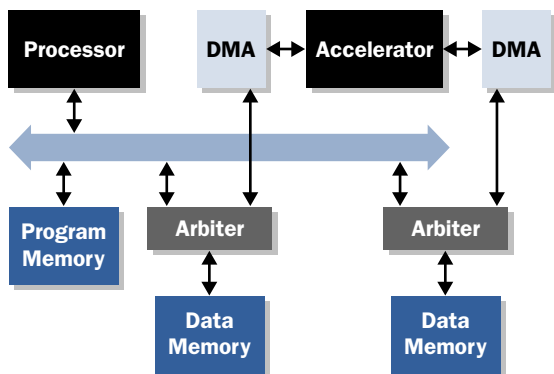 Processor
DMA
Accelerator
DMA
Program
Memory
Arbiter
Arbiter
Data
Memory
Data
Memory